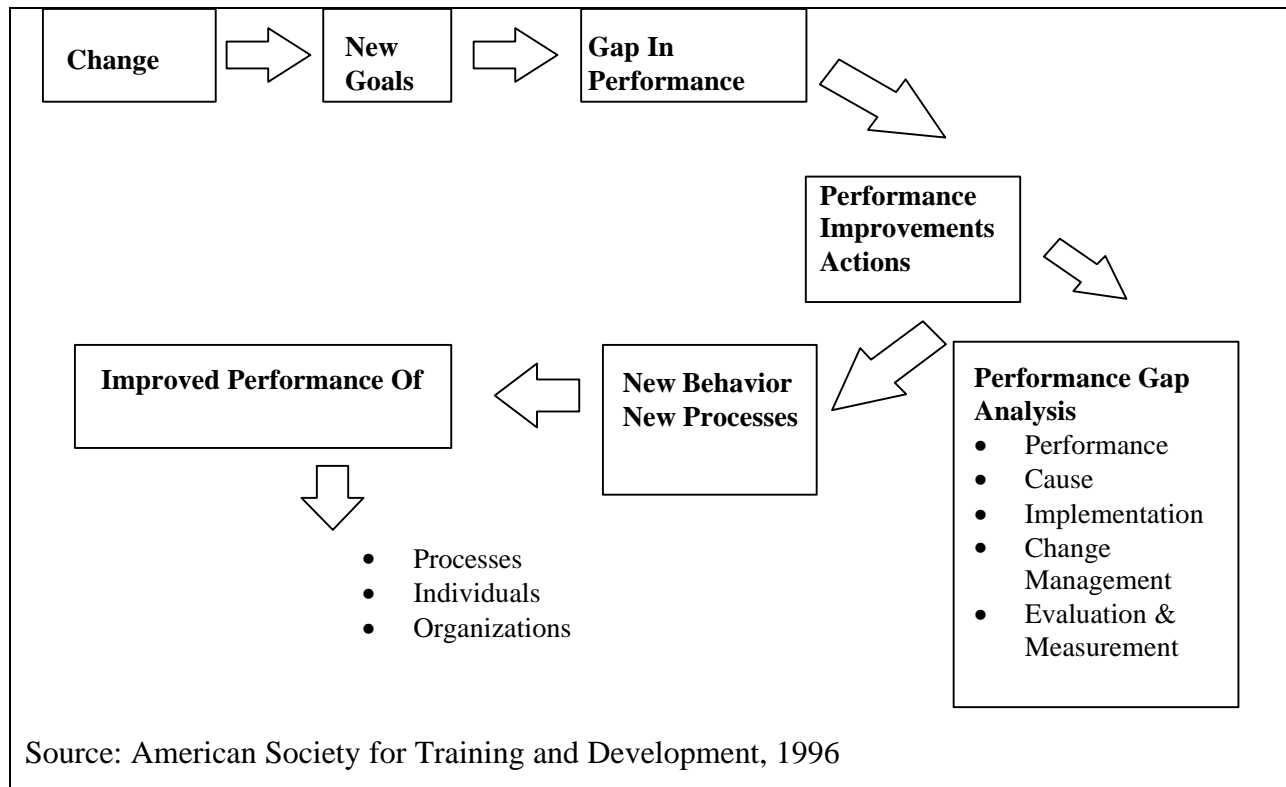 Change
New
Goals
Gap In
Performance
Performance
Improvements
Actions
Improved Performance Of
New Behavior
New Processes
Performance Gap
Analysis
• Performance
• Cause
• Implementation
• Change
Management
• Evaluation &
Measurement
• Processes
• Individuals
• Organizations
Source: American Society for Training and Development, 1996